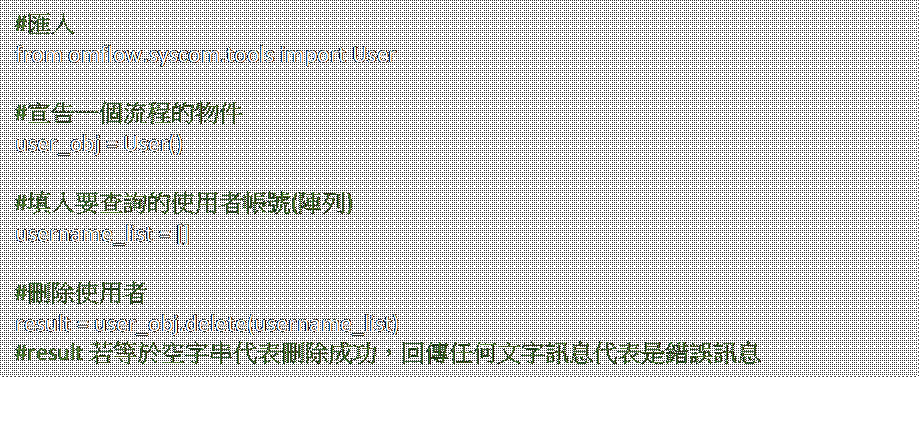 #匯入
from omflow.syscom.tools import User
#宣告一個流程的物件
user_obj = User()
#填入要查詢的使用者帳號(陣列)
username_list = []
#刪除使用者
result = user_obj.delete(username_list)
#result 若等於空字串代表刪除成功，回傳任何文字訊息代表是錯誤訊息